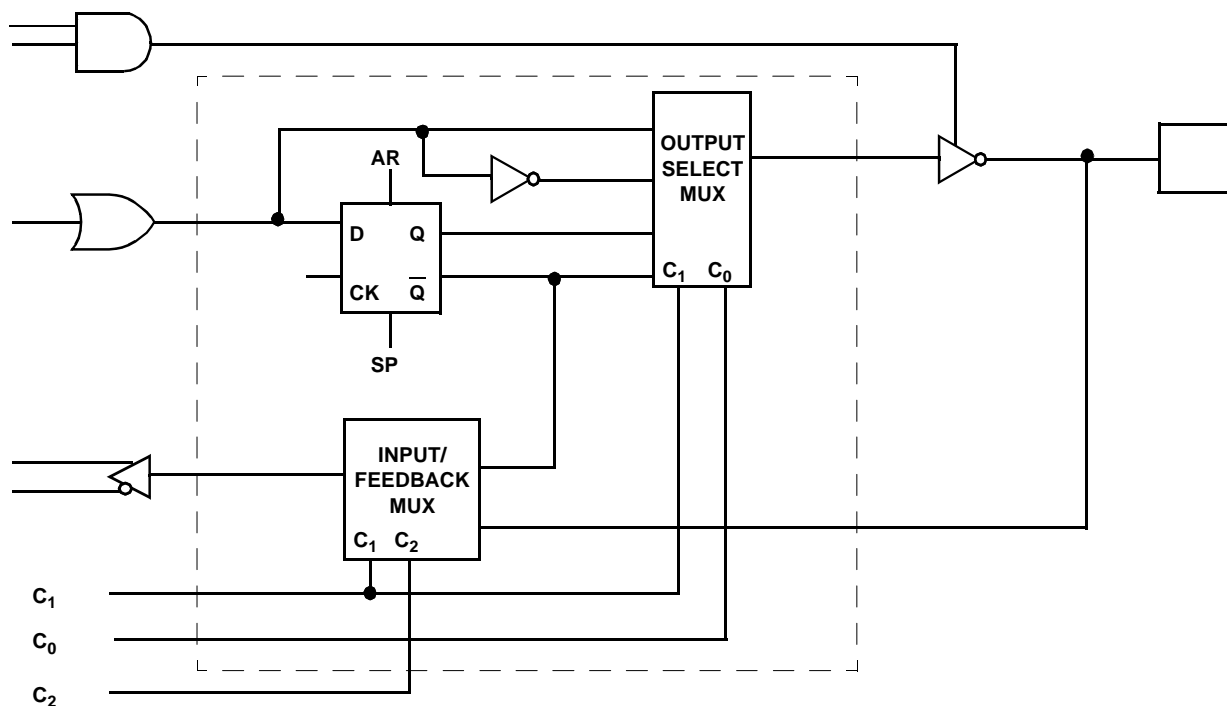 OUTPUT
SELECT
MUX
C₁ C₀
AR
D Q
CK Q̅
SP
INPUT/
FEEDBACK
MUX
C₁ C₂
C₁
C₀
C₂